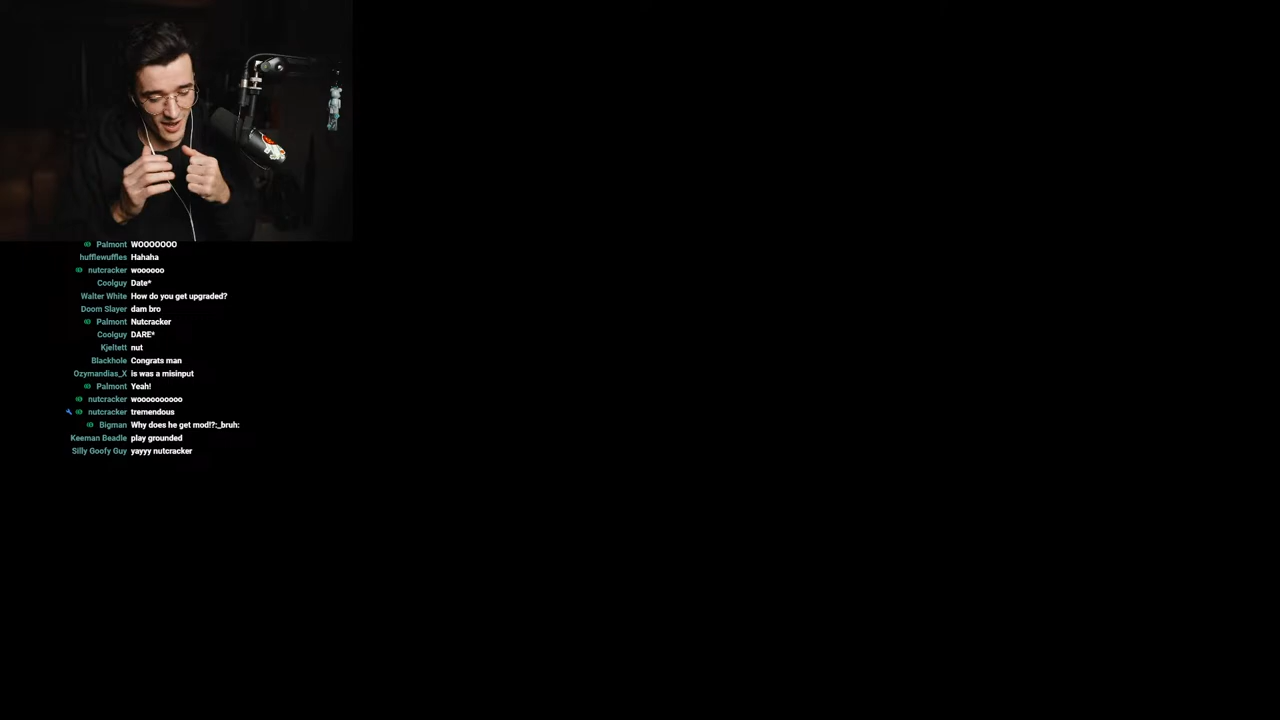 Palmont WOOOOOOO
hufflewuffles Hahaha
nutcracker woooooo
Coolguy Date*
Walter White How do you get upgraded?
Doom Slayer dam bro
Palmont Nutcracker
Coolguy DARE*
Kjeltett nut
Blackhole Congrats man
Ozymandias_X is was a misinput
Palmont Yeah!
nutcracker woooooooooo
nutcracker tremendous
Bigman Why does he get mod!?:_bruh:
Keeman Beadle play grounded
Silly Goofy Guy yayyy nutcracker